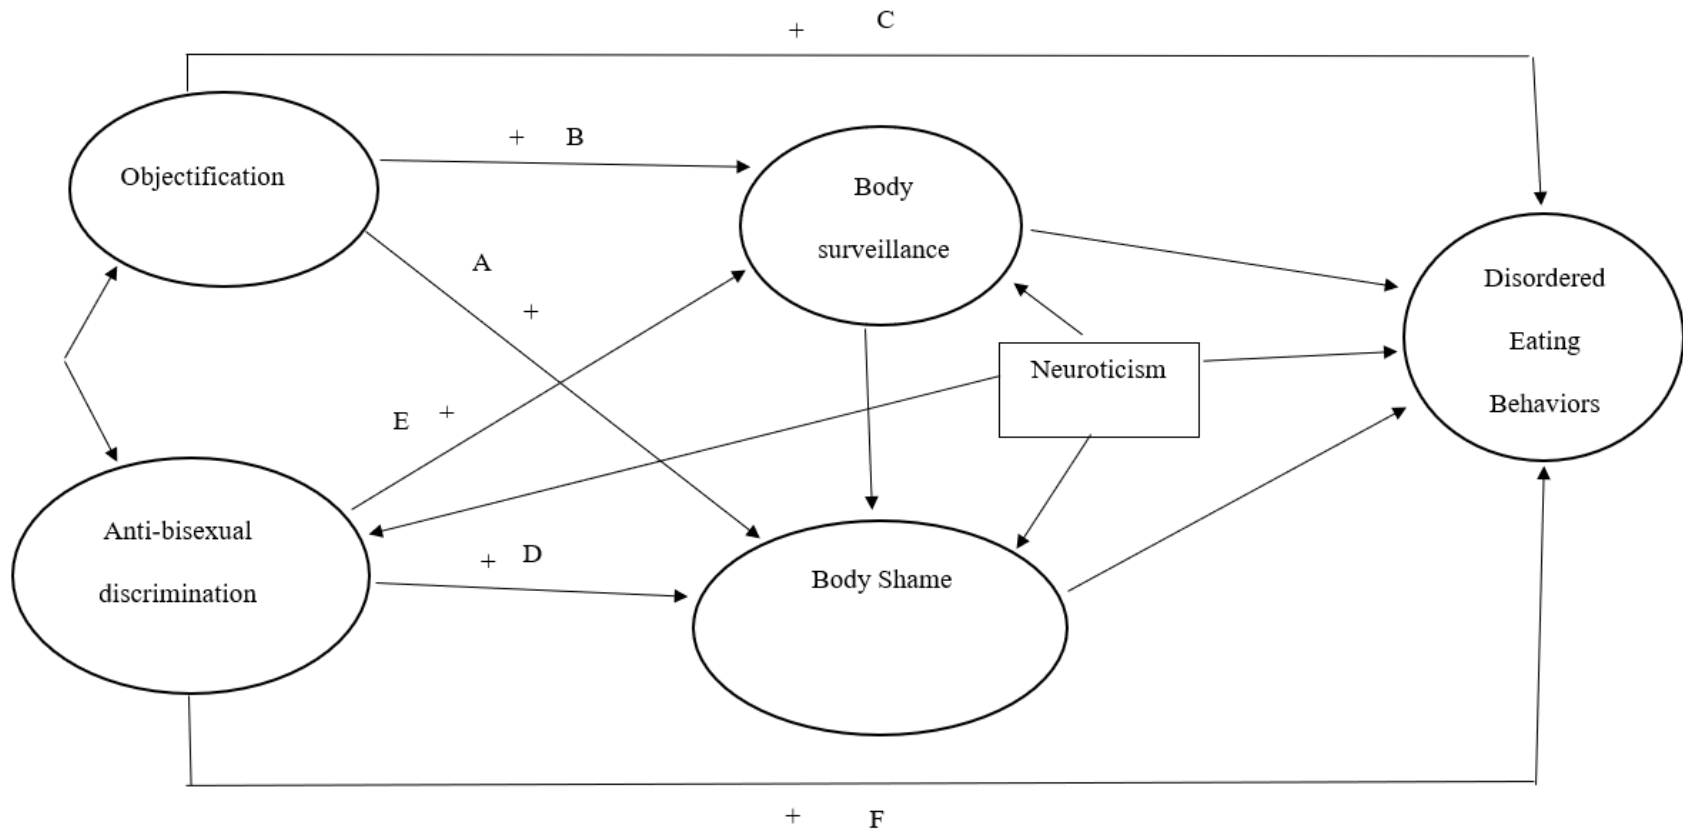 + C
+ B
Objectification
Body
surveillance
A
+
Disordered
Eating
Behaviors
Neuroticism
E +
Anti-bisexual
discrimination
+ D
Body Shame
+ F